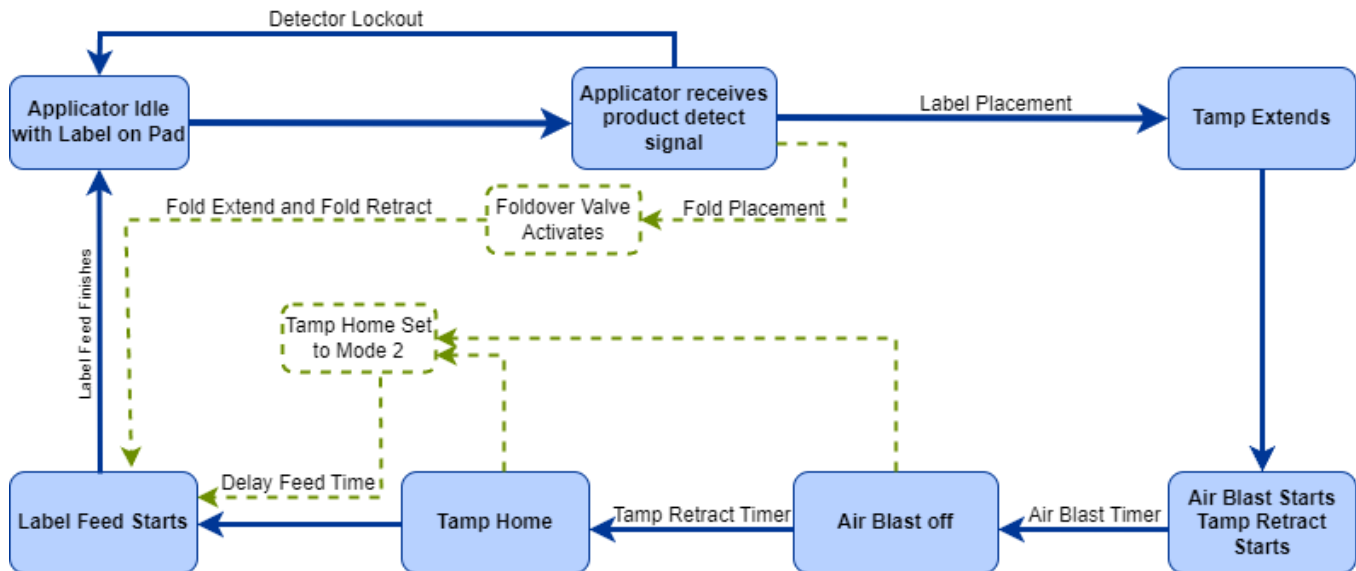 Detector Lockout
Applicator Idle
with Label on Pad
Applicator receives
product detect
signal
Label Placement
Tamp Extends
Fold Extend and Fold Retract
Foldover Valve
Activates
Fold Placement
Label Feed Finishes
Tamp Home Set
to Mode 2
Delay Feed Time
Label Feed Starts
Tamp Home
Tamp Retract Timer
Air Blast off
Air Blast Timer
Air Blast Starts
Tamp Retract
Starts